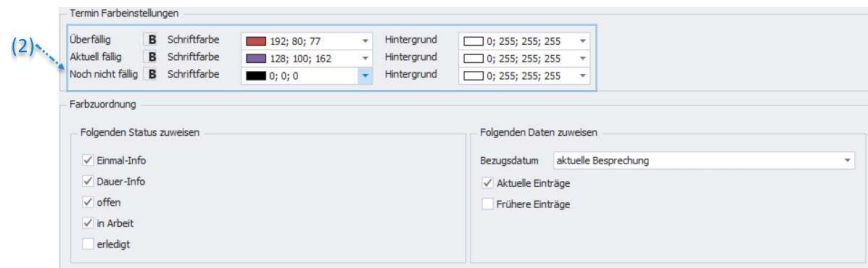 Termin Farbeinstellungen
(2)
Überfällig B Schriftfarbe 192; 80; 77 Hintergrund 0; 255; 255; 255
Aktuell fällig B Schriftfarbe 128; 100; 162 Hintergrund 0; 255; 255; 255
Noch nicht fällig B Schriftfarbe 0; 0; 0 Hintergrund 0; 255; 255; 255
Farbzuordnung
Folgenden Status zuweisen
Einmal-Info
Dauer-Info
offen
in Arbeit
erledigt
Folgenden Daten zuweisen
Bezugsdatum aktuelle Besprechung
Aktuelle Einträge
Frühere Einträge